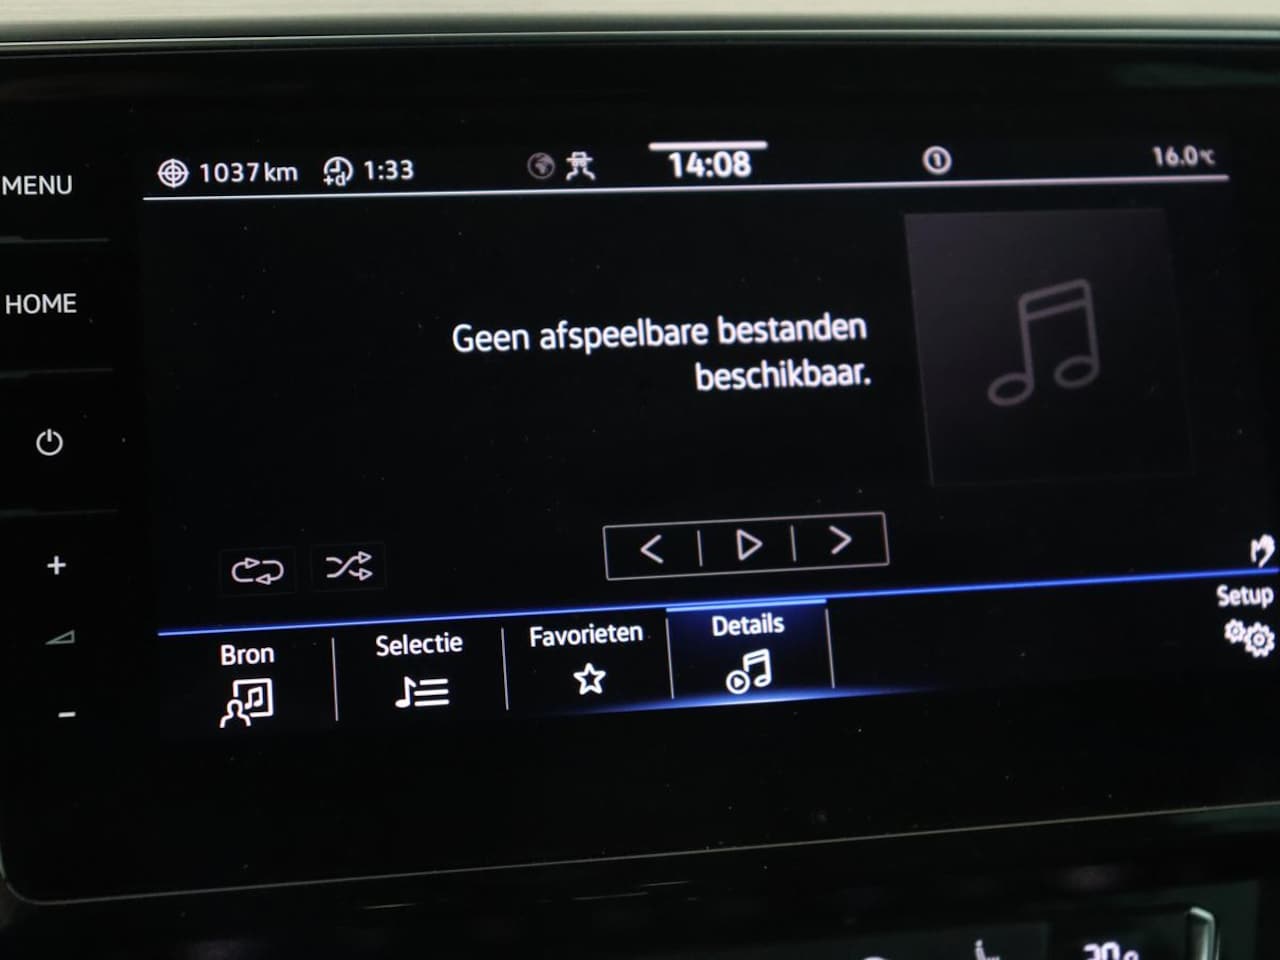 MENU
HOME
1037 km 1:33 14:08 16.0°C
Geen afspeelbare bestanden
beschikbaar.
Setup
Bron Selectie Favorieten Details